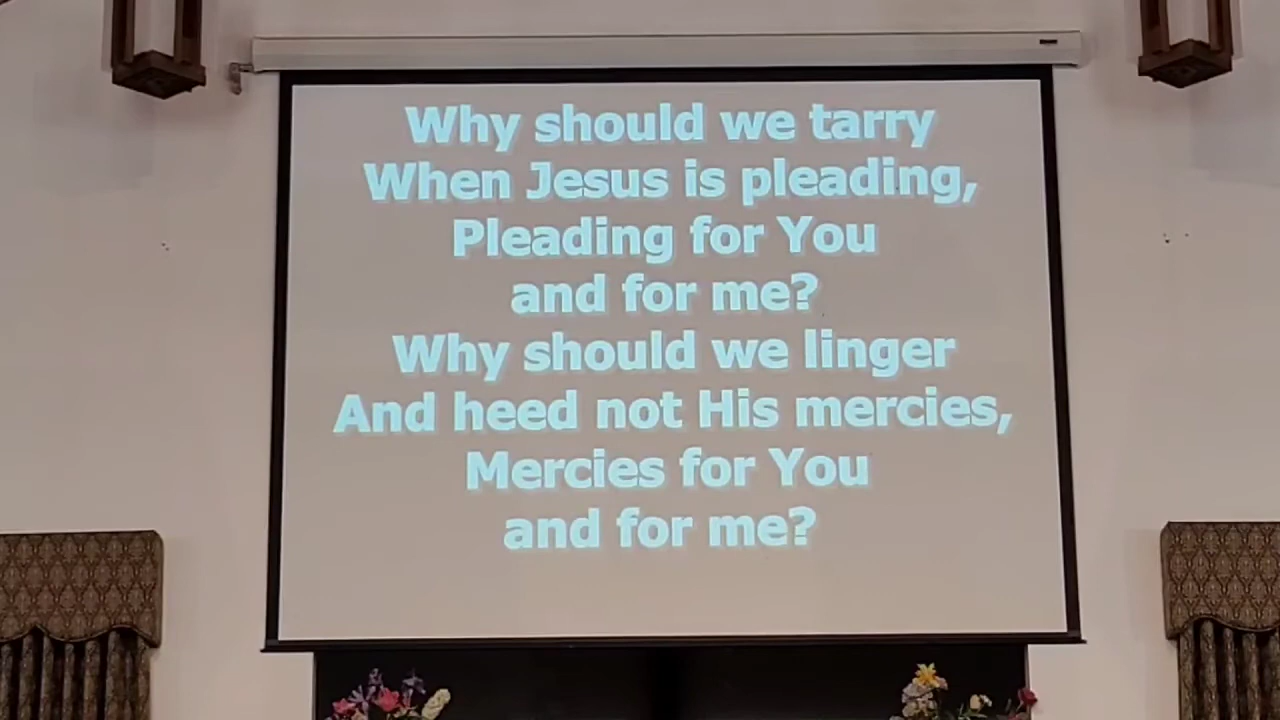 Why should we tarry
When Jesus is pleading,
Pleading for You
and for me?
Why should we linger
And heed not His mercies,
Mercies for You
and for me?